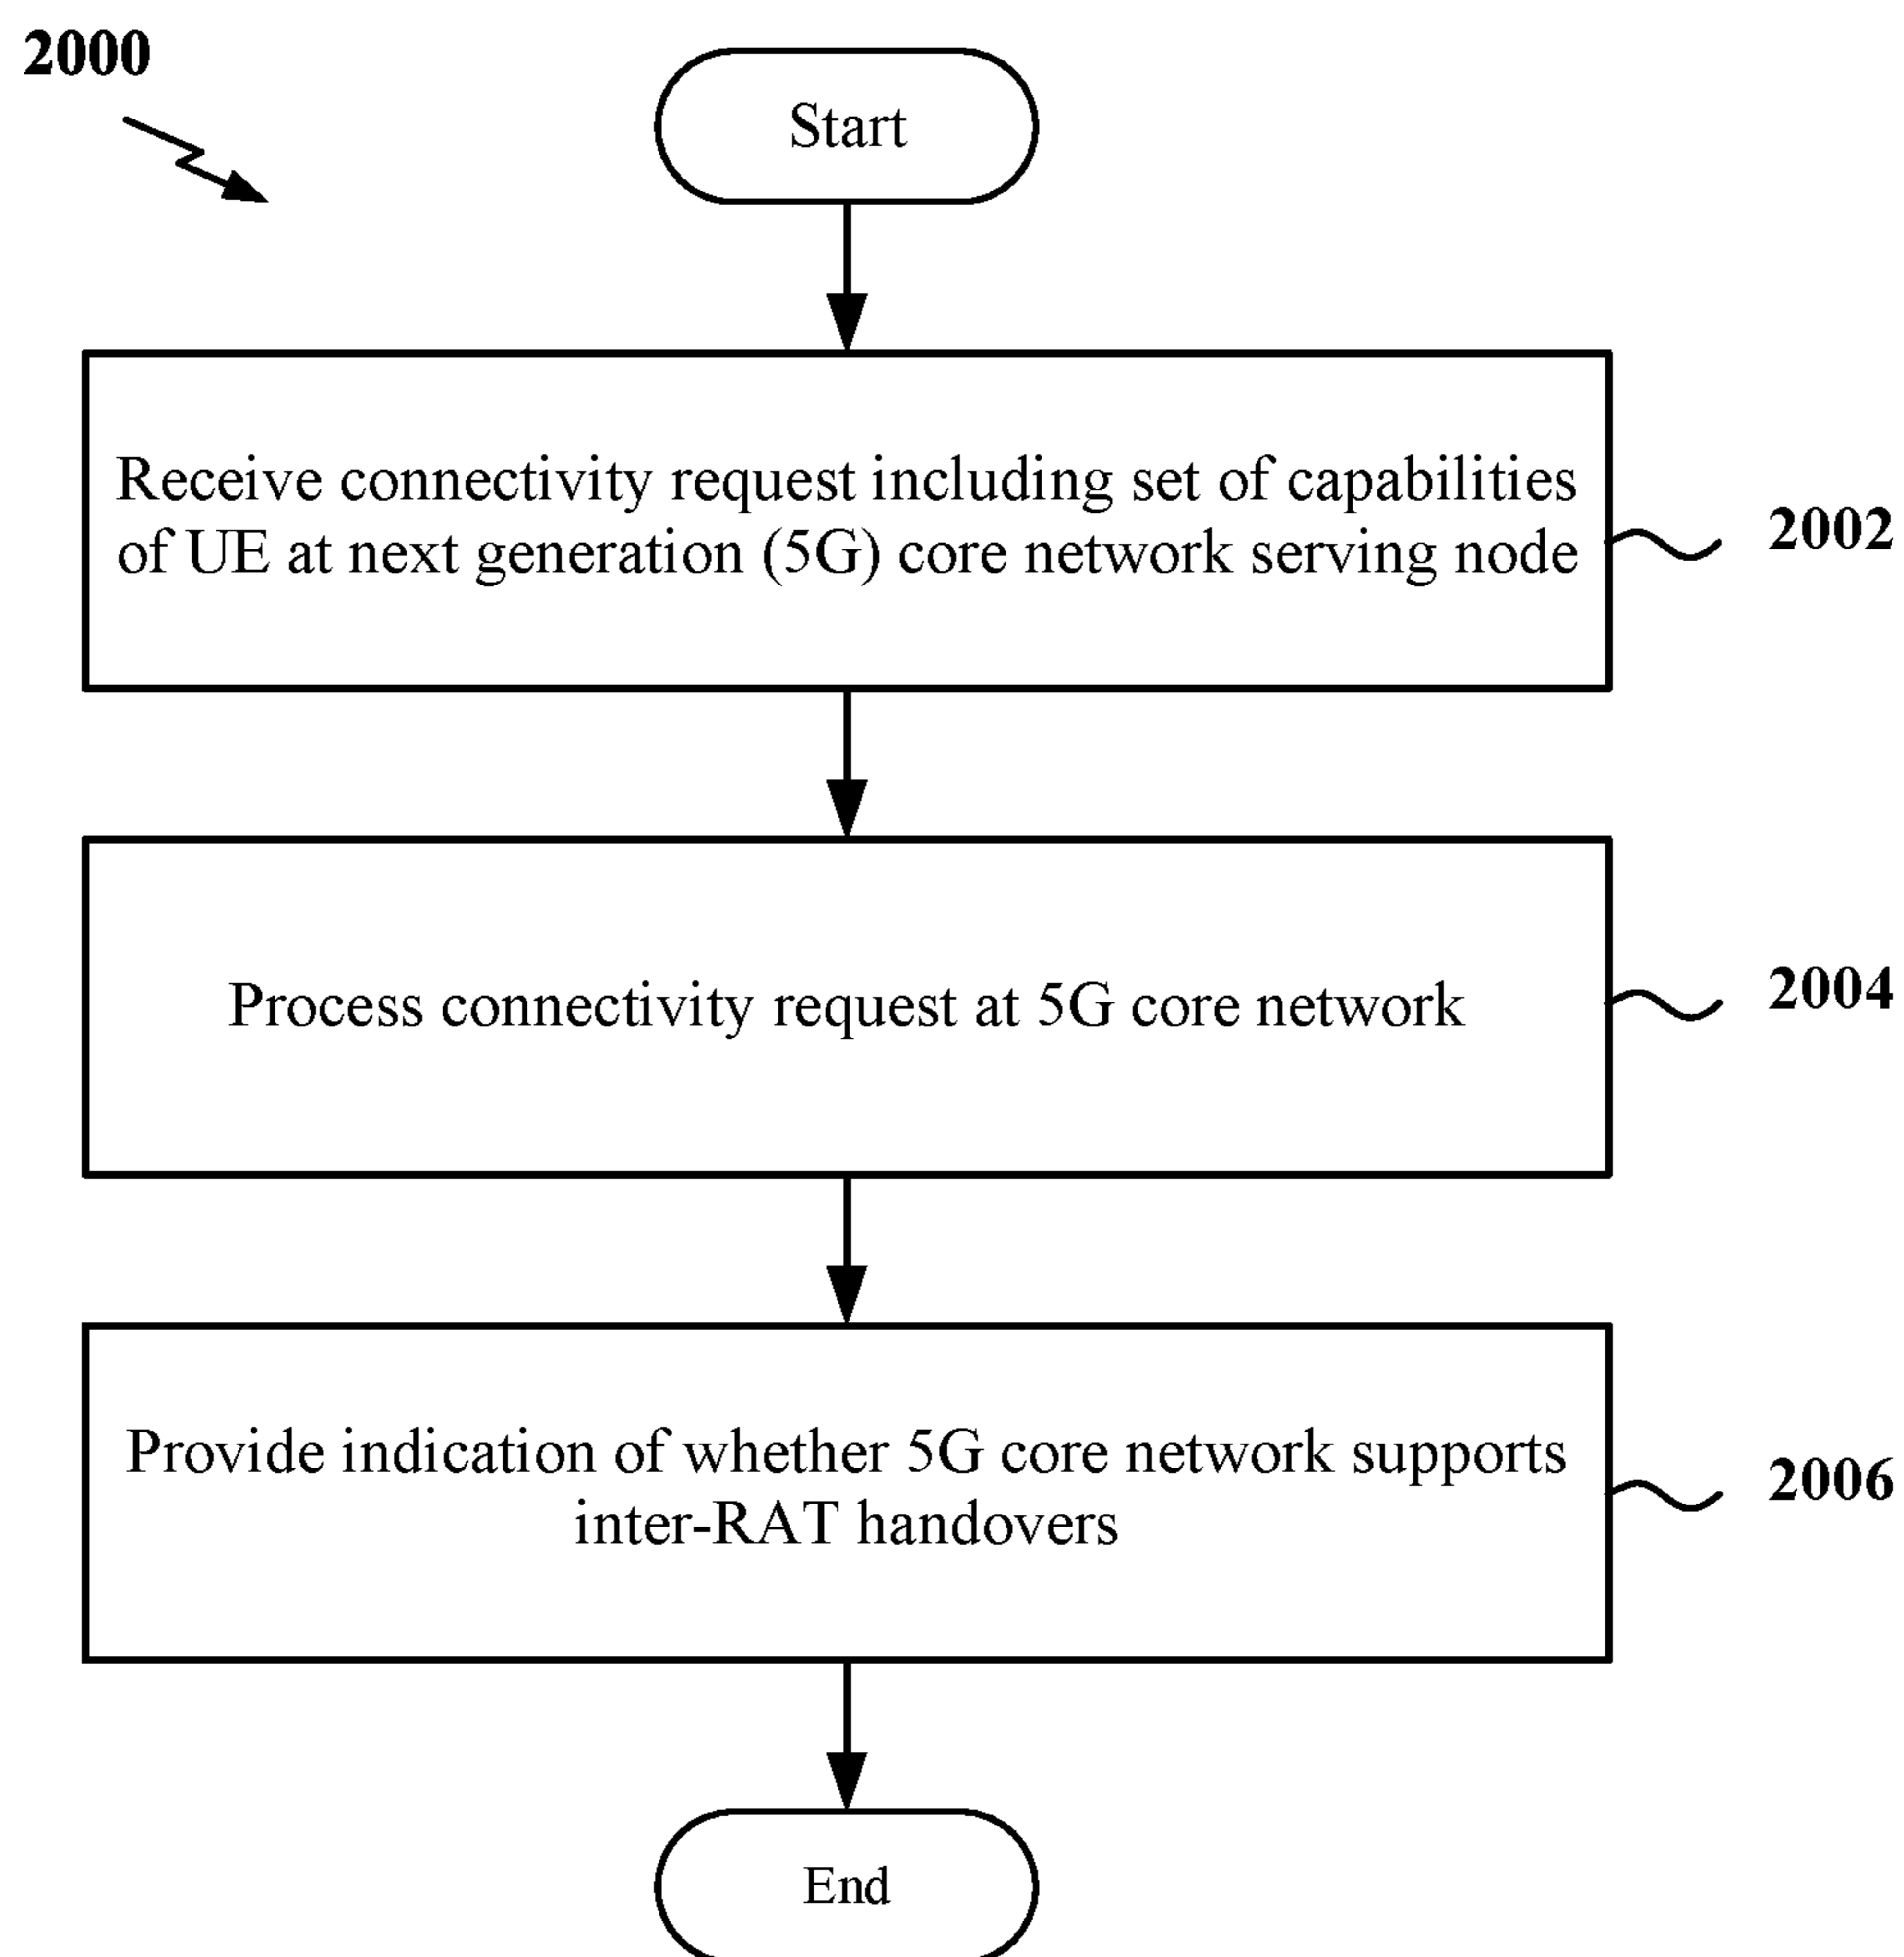 2000
Start
Receive connectivity request including set of capabilities
of UE at next generation (5G) core network serving node
2002
Process connectivity request at 5G core network
2004
Provide indication of whether 5G core network supports
inter-RAT handovers
2006
End